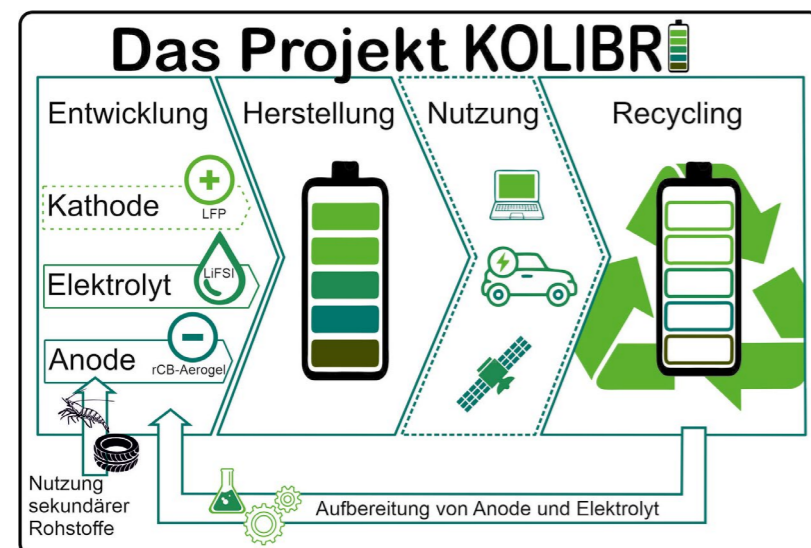 Das Projekt KOLIBRI
Entwicklung
Herstellung
Nutzung
Recycling
Kathode
LFP
Elektrolyt
LiFSI
Anode
rCB-Aerogel
Nutzung
sekundärer
Rohstoffe
Aufbereitung von Anode und Elektrolyt